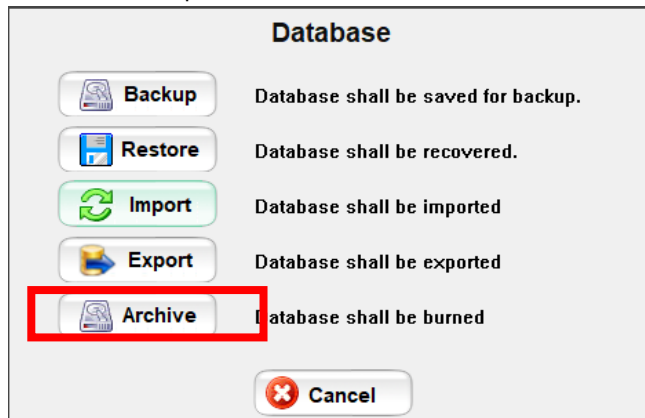 Database
Backup Database shall be saved for backup.
Restore Database shall be recovered.
Import Database shall be imported
Export Database shall be exported
Archive Database shall be burned
Cancel